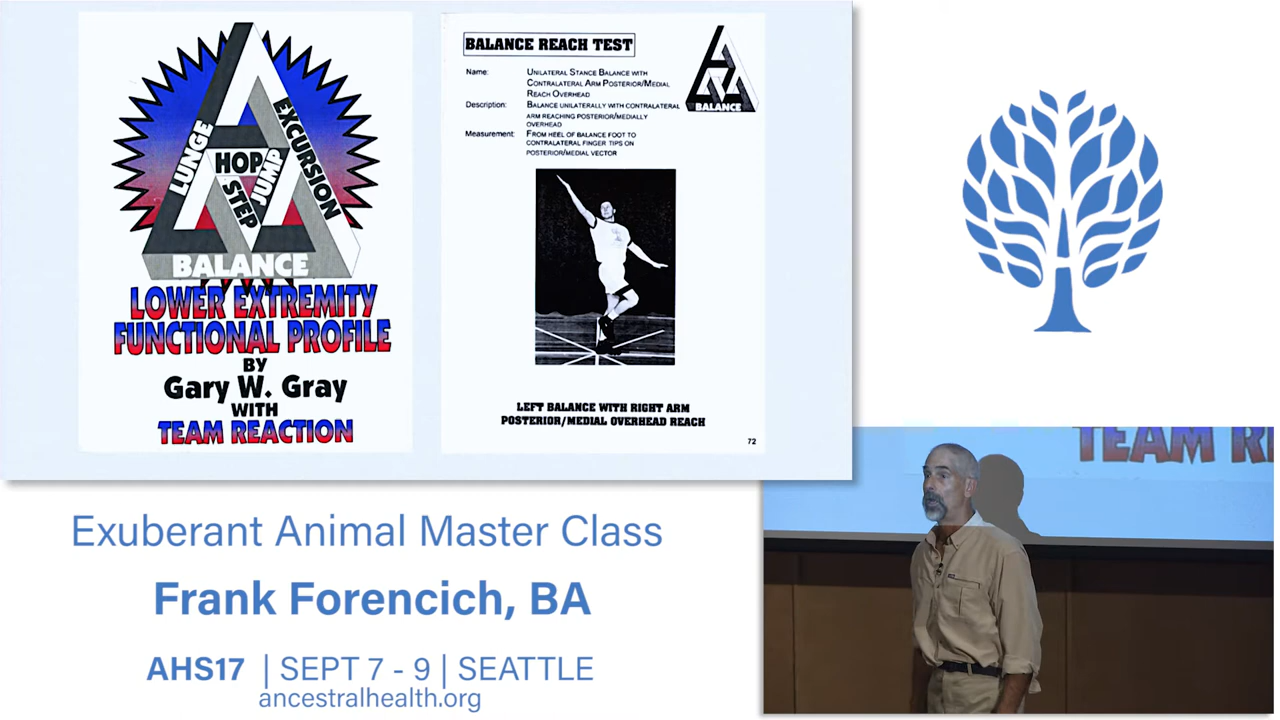 LUNGE
EXCURSION
HOP
JUMP
STEP
BALANCE
LOWER EXTREMITY
FUNCTIONAL PROFILE
BY
Gary W. Gray
WITH
TEAM REACTION
BALANCE REACH TEST
BALANCE
Name: UNILATERAL STANCE BALANCE WITH
CONTRALATERAL ARM POSTERIOR/MEDIAL
REACH OVERHEAD
Description: BALANCE UNILATERALLY WITH CONTRALATERAL
ARM REACHING POSTERIOR/MEDIALLY
OVERHEAD
Measurement: FROM HEEL OF BALANCE FOOT TO
CONTRALATERAL FINGER TIPS ON
POSTERIOR/MEDIAL VECTOR
LEFT BALANCE WITH RIGHT ARM
POSTERIOR/MEDIAL OVERHEAD REACH
72
TEAM R
Exuberant Animal Master Class
Frank Forencich, BA
AHS17 | SEPT 7 - 9 | SEATTLE
ancestralhealth.org